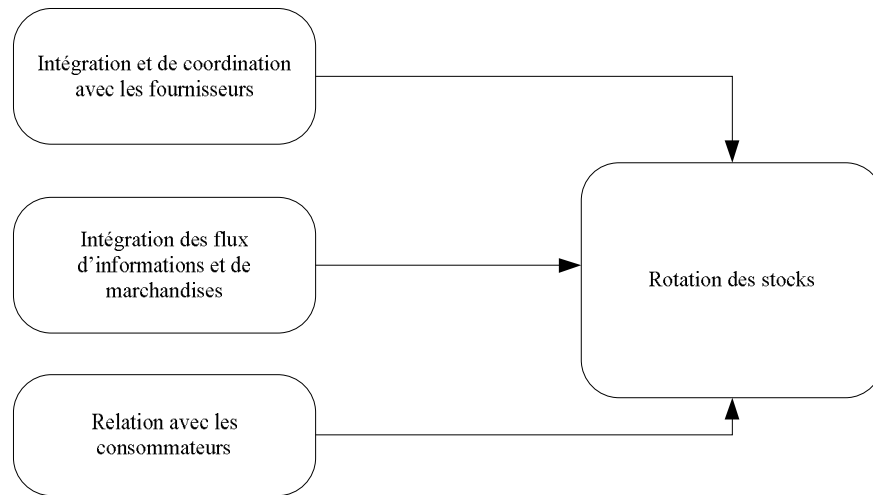 Intégration et de coordination
avec les fournisseurs
Intégration des flux
d’informations et de
marchandises
Rotation des stocks
Relation avec les
consommateurs